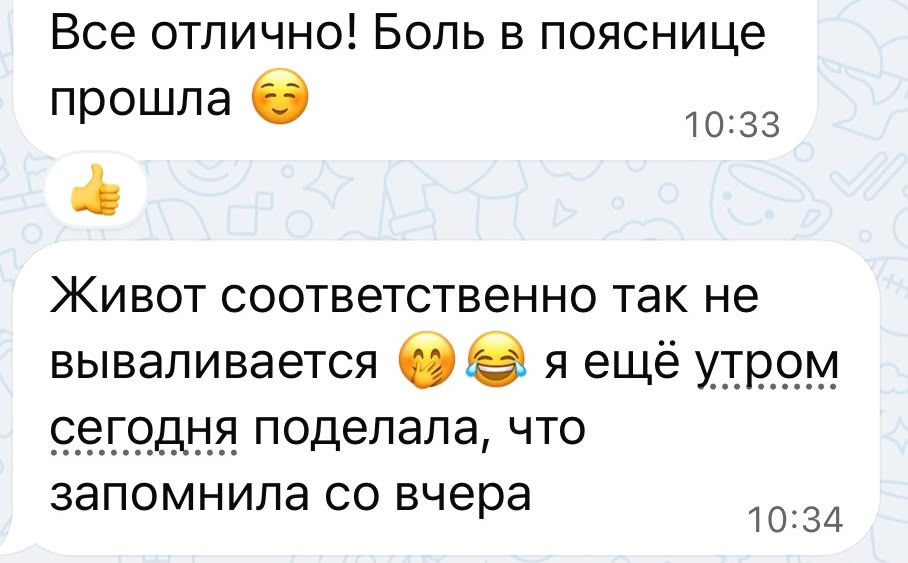 Все отлично! Боль в пояснице
прошла ☺️
10:33
👍
Живот соответственно так не
вываливается 🤭😂 я ещё утром
сегодня поделала, что
запомнила со вчера
10:34